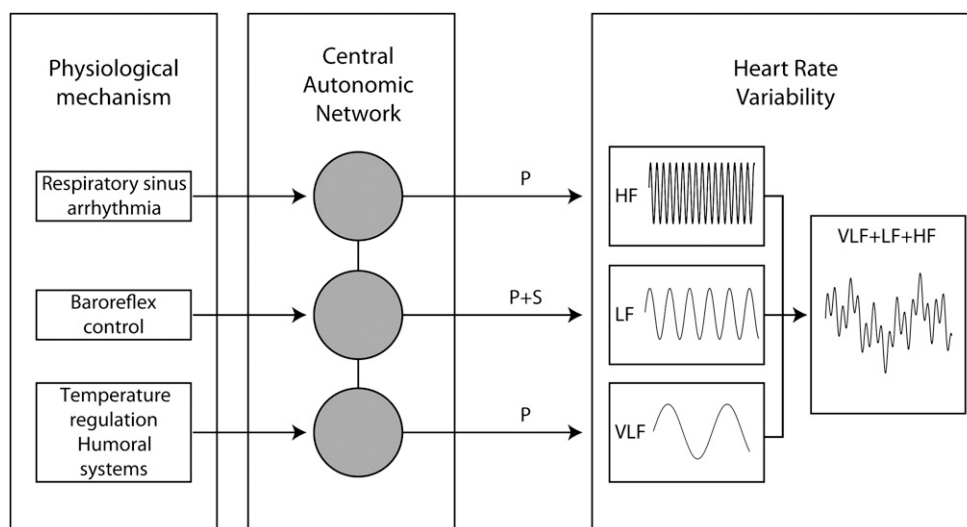 Physiological
mechanism
Respiratory sinus
arrhythmia
Baroreflex
control
Temperature
regulation
Humoral
systems
Central
Autonomic
Network
P
P+S
P
Heart Rate
Variability
HF
LF
VLF
VLF+LF+HF